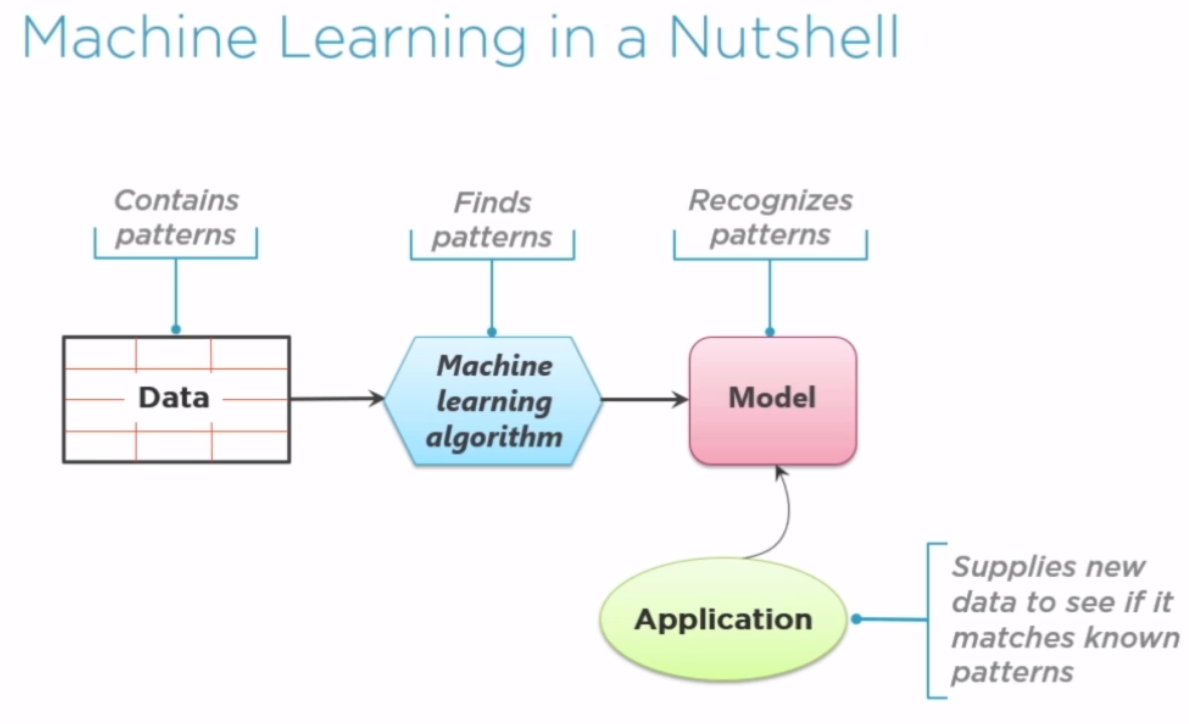 Machine Learning in a Nutshell
Contains
patterns
Finds
patterns
Recognizes
patterns
Data
Machine
learning
algorithm
Model
Application
Supplies new
data to see if it
matches known
patterns